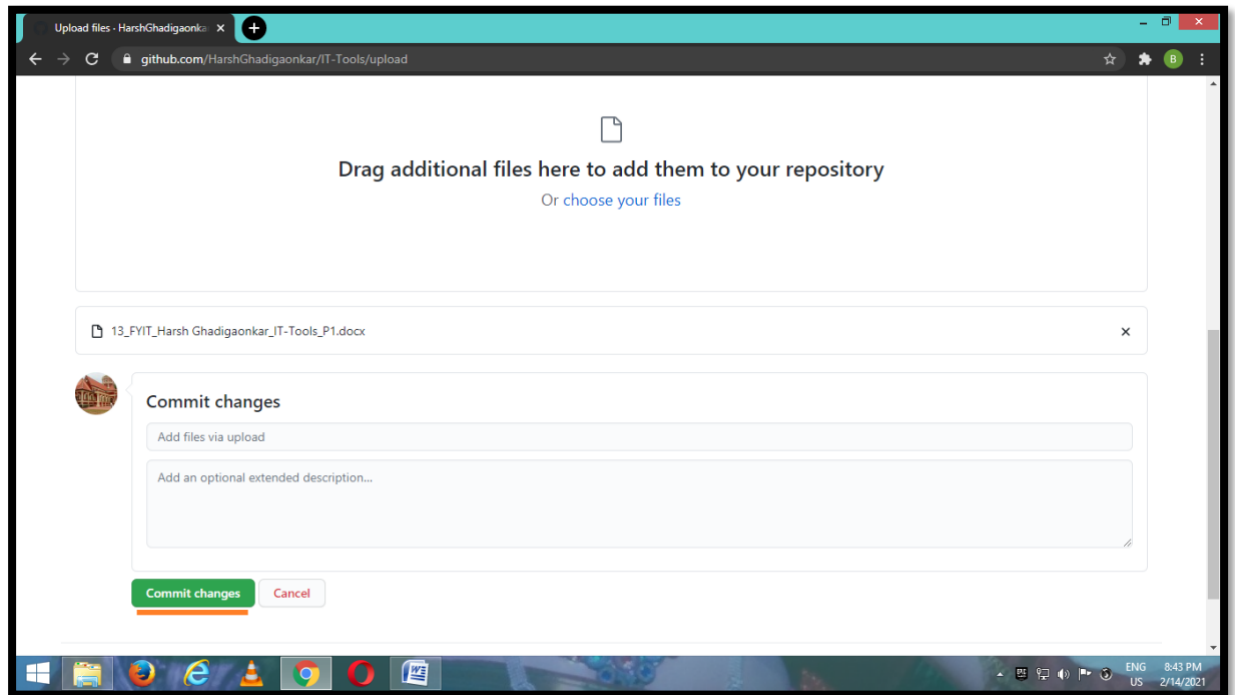 Upload files - HarshGhadigaonka
github.com/HarshGhadigaonkar/IT-Tools/upload
B
Drag additional files here to add them to your repository
Or choose your files
13_FYIT_Harsh Ghadigaonkar_IT-Tools_P1.docx
Commit changes
Add files via upload
Add an optional extended description...
Commit changes Cancel
ENG 8:43 PM
US 2/14/2021